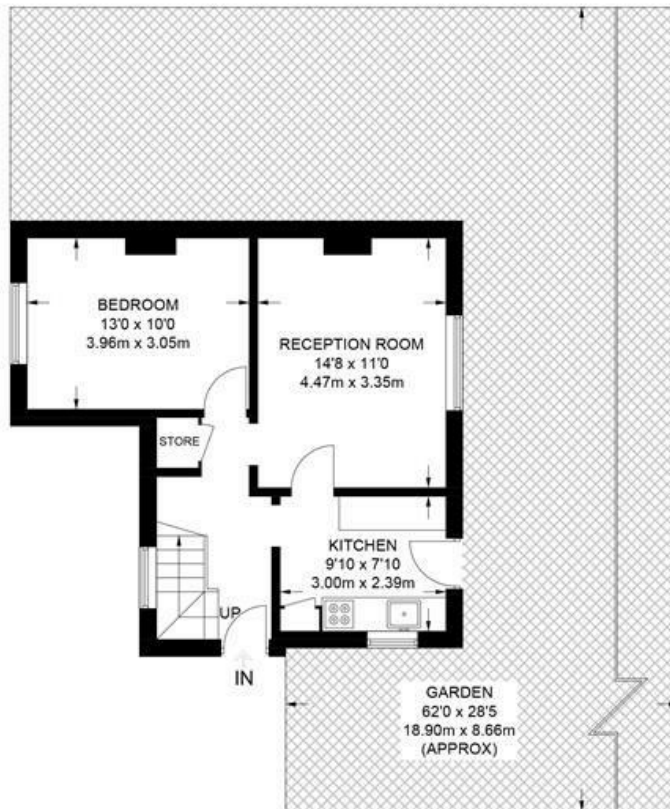 BEDROOM
13'0 x 10'0
3.96m x 3.05m
RECEPTION ROOM
14'8 x 11'0
4.47m x 3.35m
STORE
KITCHEN
9'10 x 7'10
3.00m x 2.39m
UP
IN
GARDEN
62'0 x 28'5
18.90m x 8.66m
(APPROX)